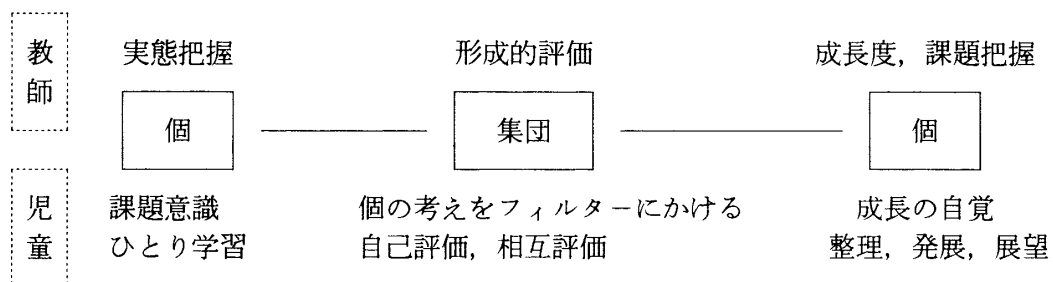 教師
実態把握 形成的評価 成長度，課題把握
個 集団 個
児童
課題意識 個の考えをフィルターにかける 成長の自覚
ひとり学習 自己評価，相互評価 整理，発展，展望